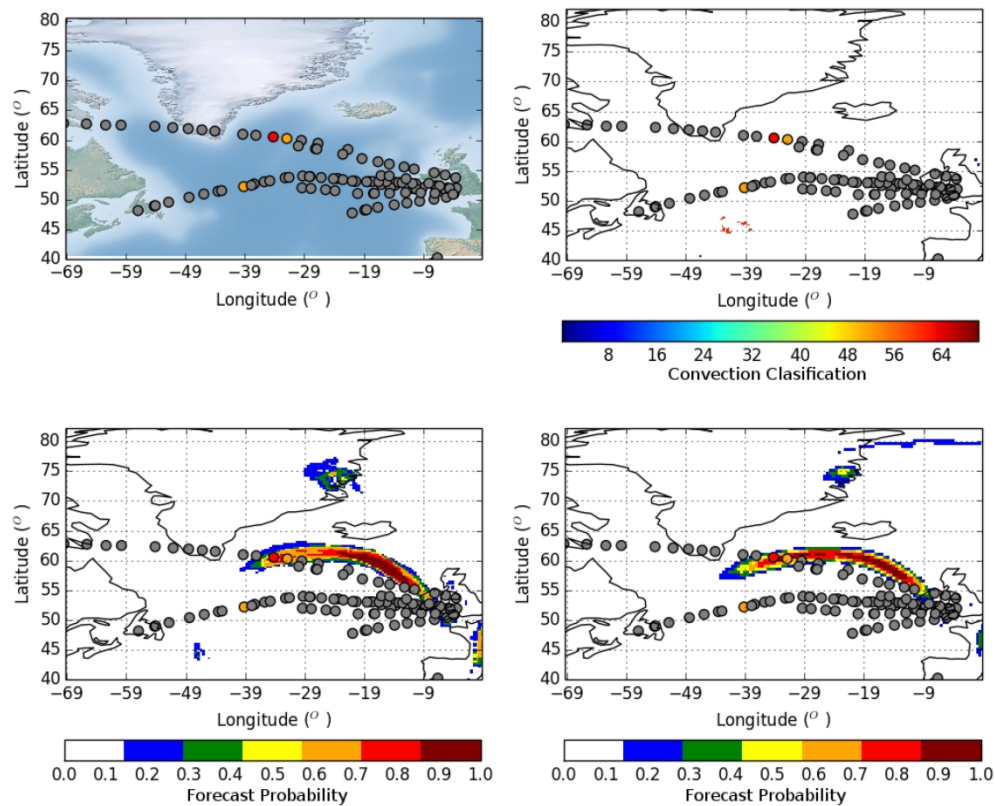 80
75
70
65
60
55
50
45
40
Latitude (°)
−69 −59 −49 −39 −29 −19 −9
Longitude (O )
80
75
70
65
60
55
50
45
40
Latitude (O)
−69 −59 −49 −39 −29 −19 −9
Longitude (O )
8 16 24 32 40 48 56 64
Convection Clasification
80
75
70
65
60
55
50
45
40
Latitude (O)
−69 −59 −49 −39 −29 −19 −9
Longitude (O )
0.0 0.1 0.2 0.3 0.4 0.5 0.6 0.7 0.8 0.9 1.0
Forecast Probability
80
75
70
65
60
55
50
45
40
Latitude (O)
−69 −59 −49 −39 −29 −19 −9
Longitude (O )
0.0 0.1 0.2 0.3 0.4 0.5 0.6 0.7 0.8 0.9 1.0
Forecast Probability